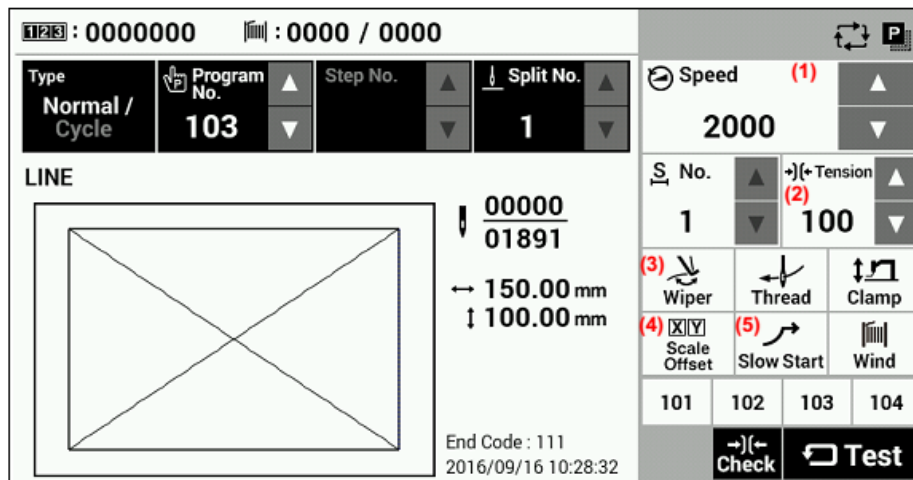 123 : 0000000 : 0000 / 0000
P
Type
Normal /
Cycle
P
Program
No.
103
Step No.
Split No.
1
Speed
(1)
2000
LINE
S No.
1
Tension
(2)
100
00000
01891
150.00 mm
100.00 mm
(3)
Wiper
Thread
Clamp
(4) X Y
Scale
Offset
(5)
Slow Start
Wind
101 102 103 104
End Code : 111
2016/09/16 10:28:32
Check
Test